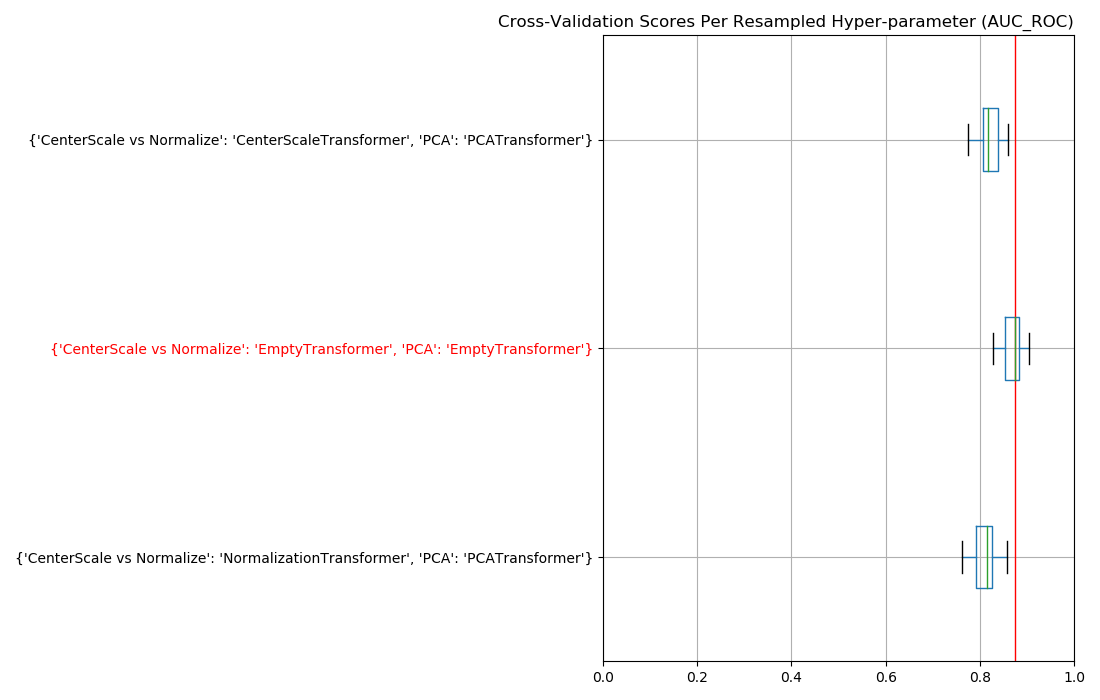 Cross-Validation Scores Per Resampled Hyper-parameter (AUC_ROC)
{'CenterScale vs Normalize': 'CenterScaleTransformer', 'PCA': 'PCATransformer'}
{'CenterScale vs Normalize': 'EmptyTransformer', 'PCA': 'EmptyTransformer'}
{'CenterScale vs Normalize': 'NormalizationTransformer', 'PCA': 'PCATransformer'}
0.0 0.2 0.4 0.6 0.8 1.0